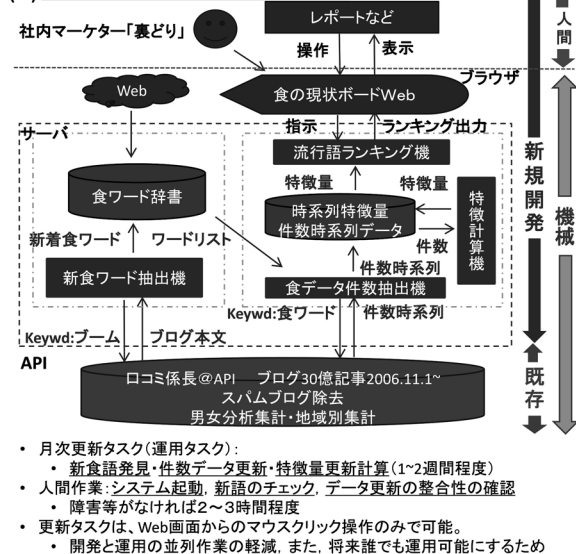 レポートなど
社内マーケター「裏どり」
操作
表示
人間
ブラウザ
Web
食の現状ボードWeb
サーバ
指示
ランキング出力
流行語ランキング機
特徴量
特徴量
食ワード辞書
時系列特徴量
件数時系列データ
特徴計算機
新着食ワード
ワードリスト
件数
件数時系列
新食ワード抽出機
食データ件数抽出機
Keywd:食ワード
件数時系列
Keywd:ブーム
ブログ本文
新規開発
機械
API
既存
口コミ係長@API ブログ30億記事2006.11.1~
スパムブログ除去
男女分析集計・地域別集計
• 月次更新タスク(運用タスク):
• 新食語発見・件数データ更新・特徴量更新計算(1~2週間程度)
• 人間作業:システム起動, 新語のチェック, データ更新の整合性の確認
• 障害等がなければ2~3時間程度
• 更新タスクは、Web画面からのマウスクリック操作のみで可能。
• 開発と運用の並列作業の軽減, また, 将来誰でも運用可能にするため